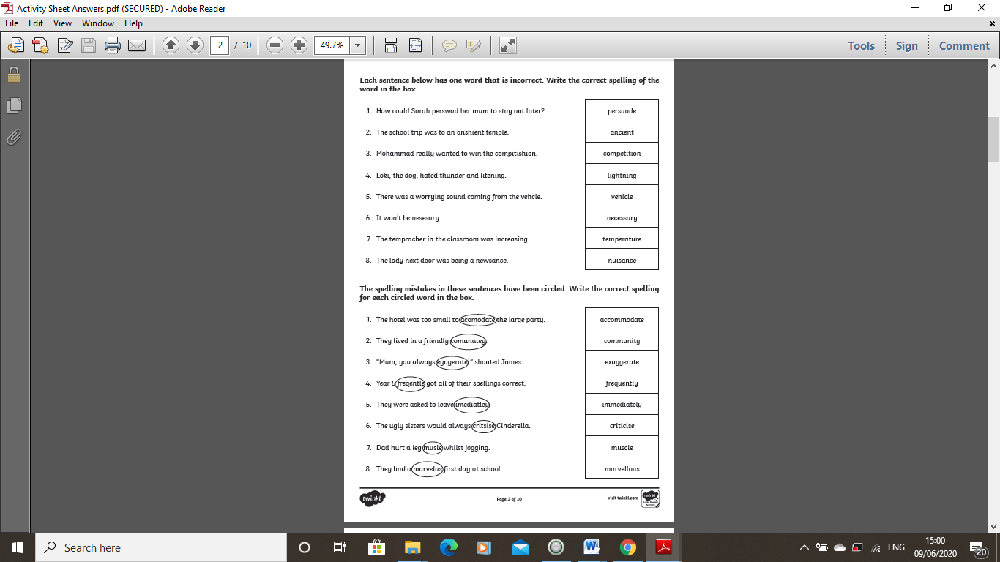 Activity Sheet Answers.pdf (SECURED) - Adobe Reader
File Edit View Window Help
2 / 10 49.7% Tools Sign Comment
Each sentence below has one word that is incorrect. Write the correct spelling of the
word in the box.
1. How could Sarah perswad her mum to stay out later? persuade
2. The school trip was to an anshient temple. ancient
3. Mohammad really wanted to win the compitishion. competition
4. Loki, the dog, hated thunder and litening. lightning
5. There was a worrying sound coming from the vehcle. vehicle
6. It won't be nesesary. necessary
7. The tempracher in the classroom was increasing temperature
8. The lady next door was being a newsance. nuisance
The spelling mistakes in these sentences have been circled. Write the correct spelling
for each circled word in the box.
1. The hotel was too small to acomodate the large party. accommodate
2. They lived in a friendly comunatey. community
3. "Mum, you always egagerate!" shouted James. exaggerate
4. Year 5 freqentle got all of their spellings correct. frequently
5. They were asked to leave imediatley. immediately
6. The ugly sisters would always critsise Cinderella. criticise
7. Dad hurt a leg musle whilst jogging. muscle
8. They had a marvelus first day at school. marvellous
twinkl Page 2 of 10 visit twinkl.com twinkl
Search here
ENG 15:00
09/06/2020 20